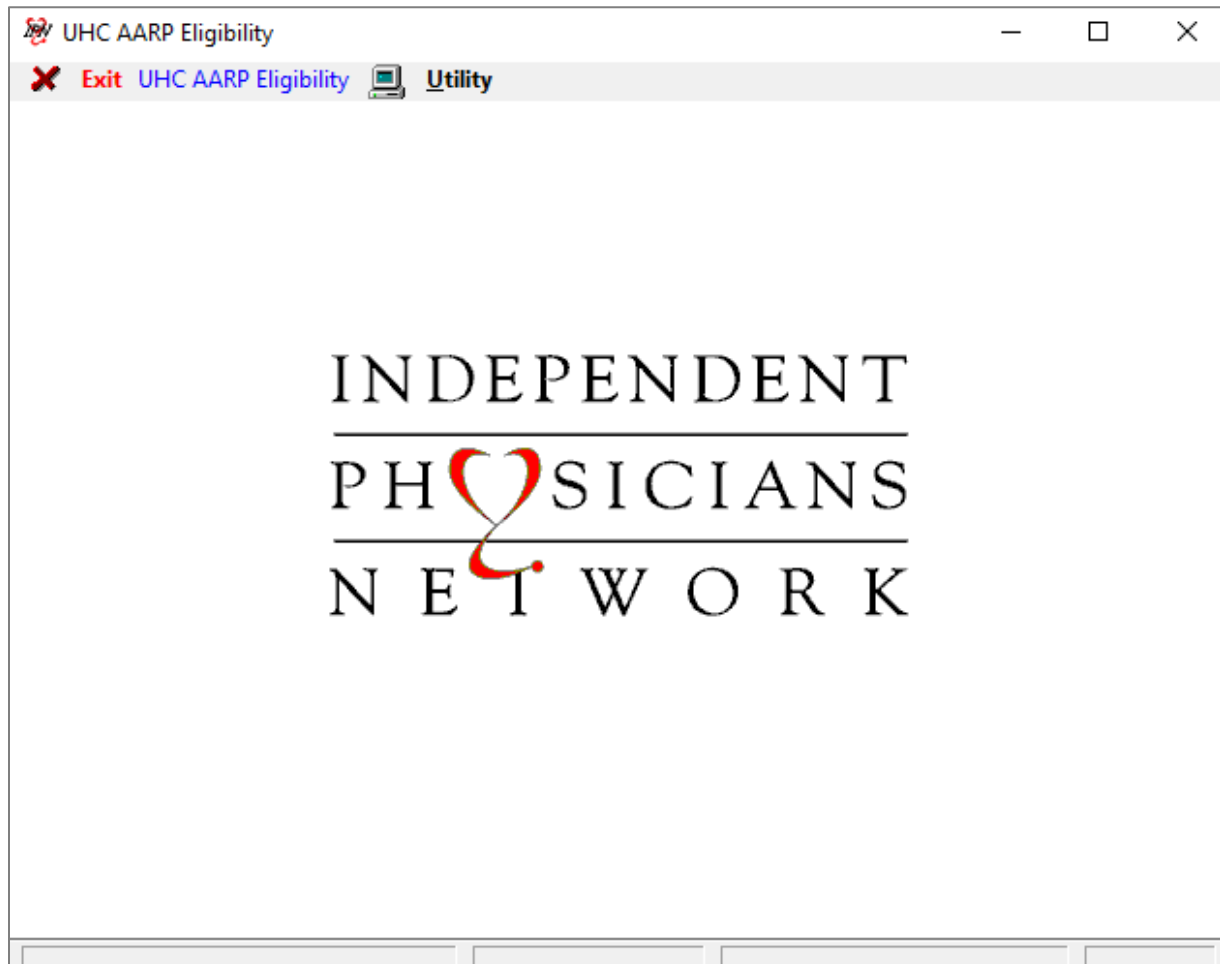 UHC AARP Eligibility
Exit UHC AARP Eligibility Utility
INDEPENDENT
PHYSICIANS
NETWORK